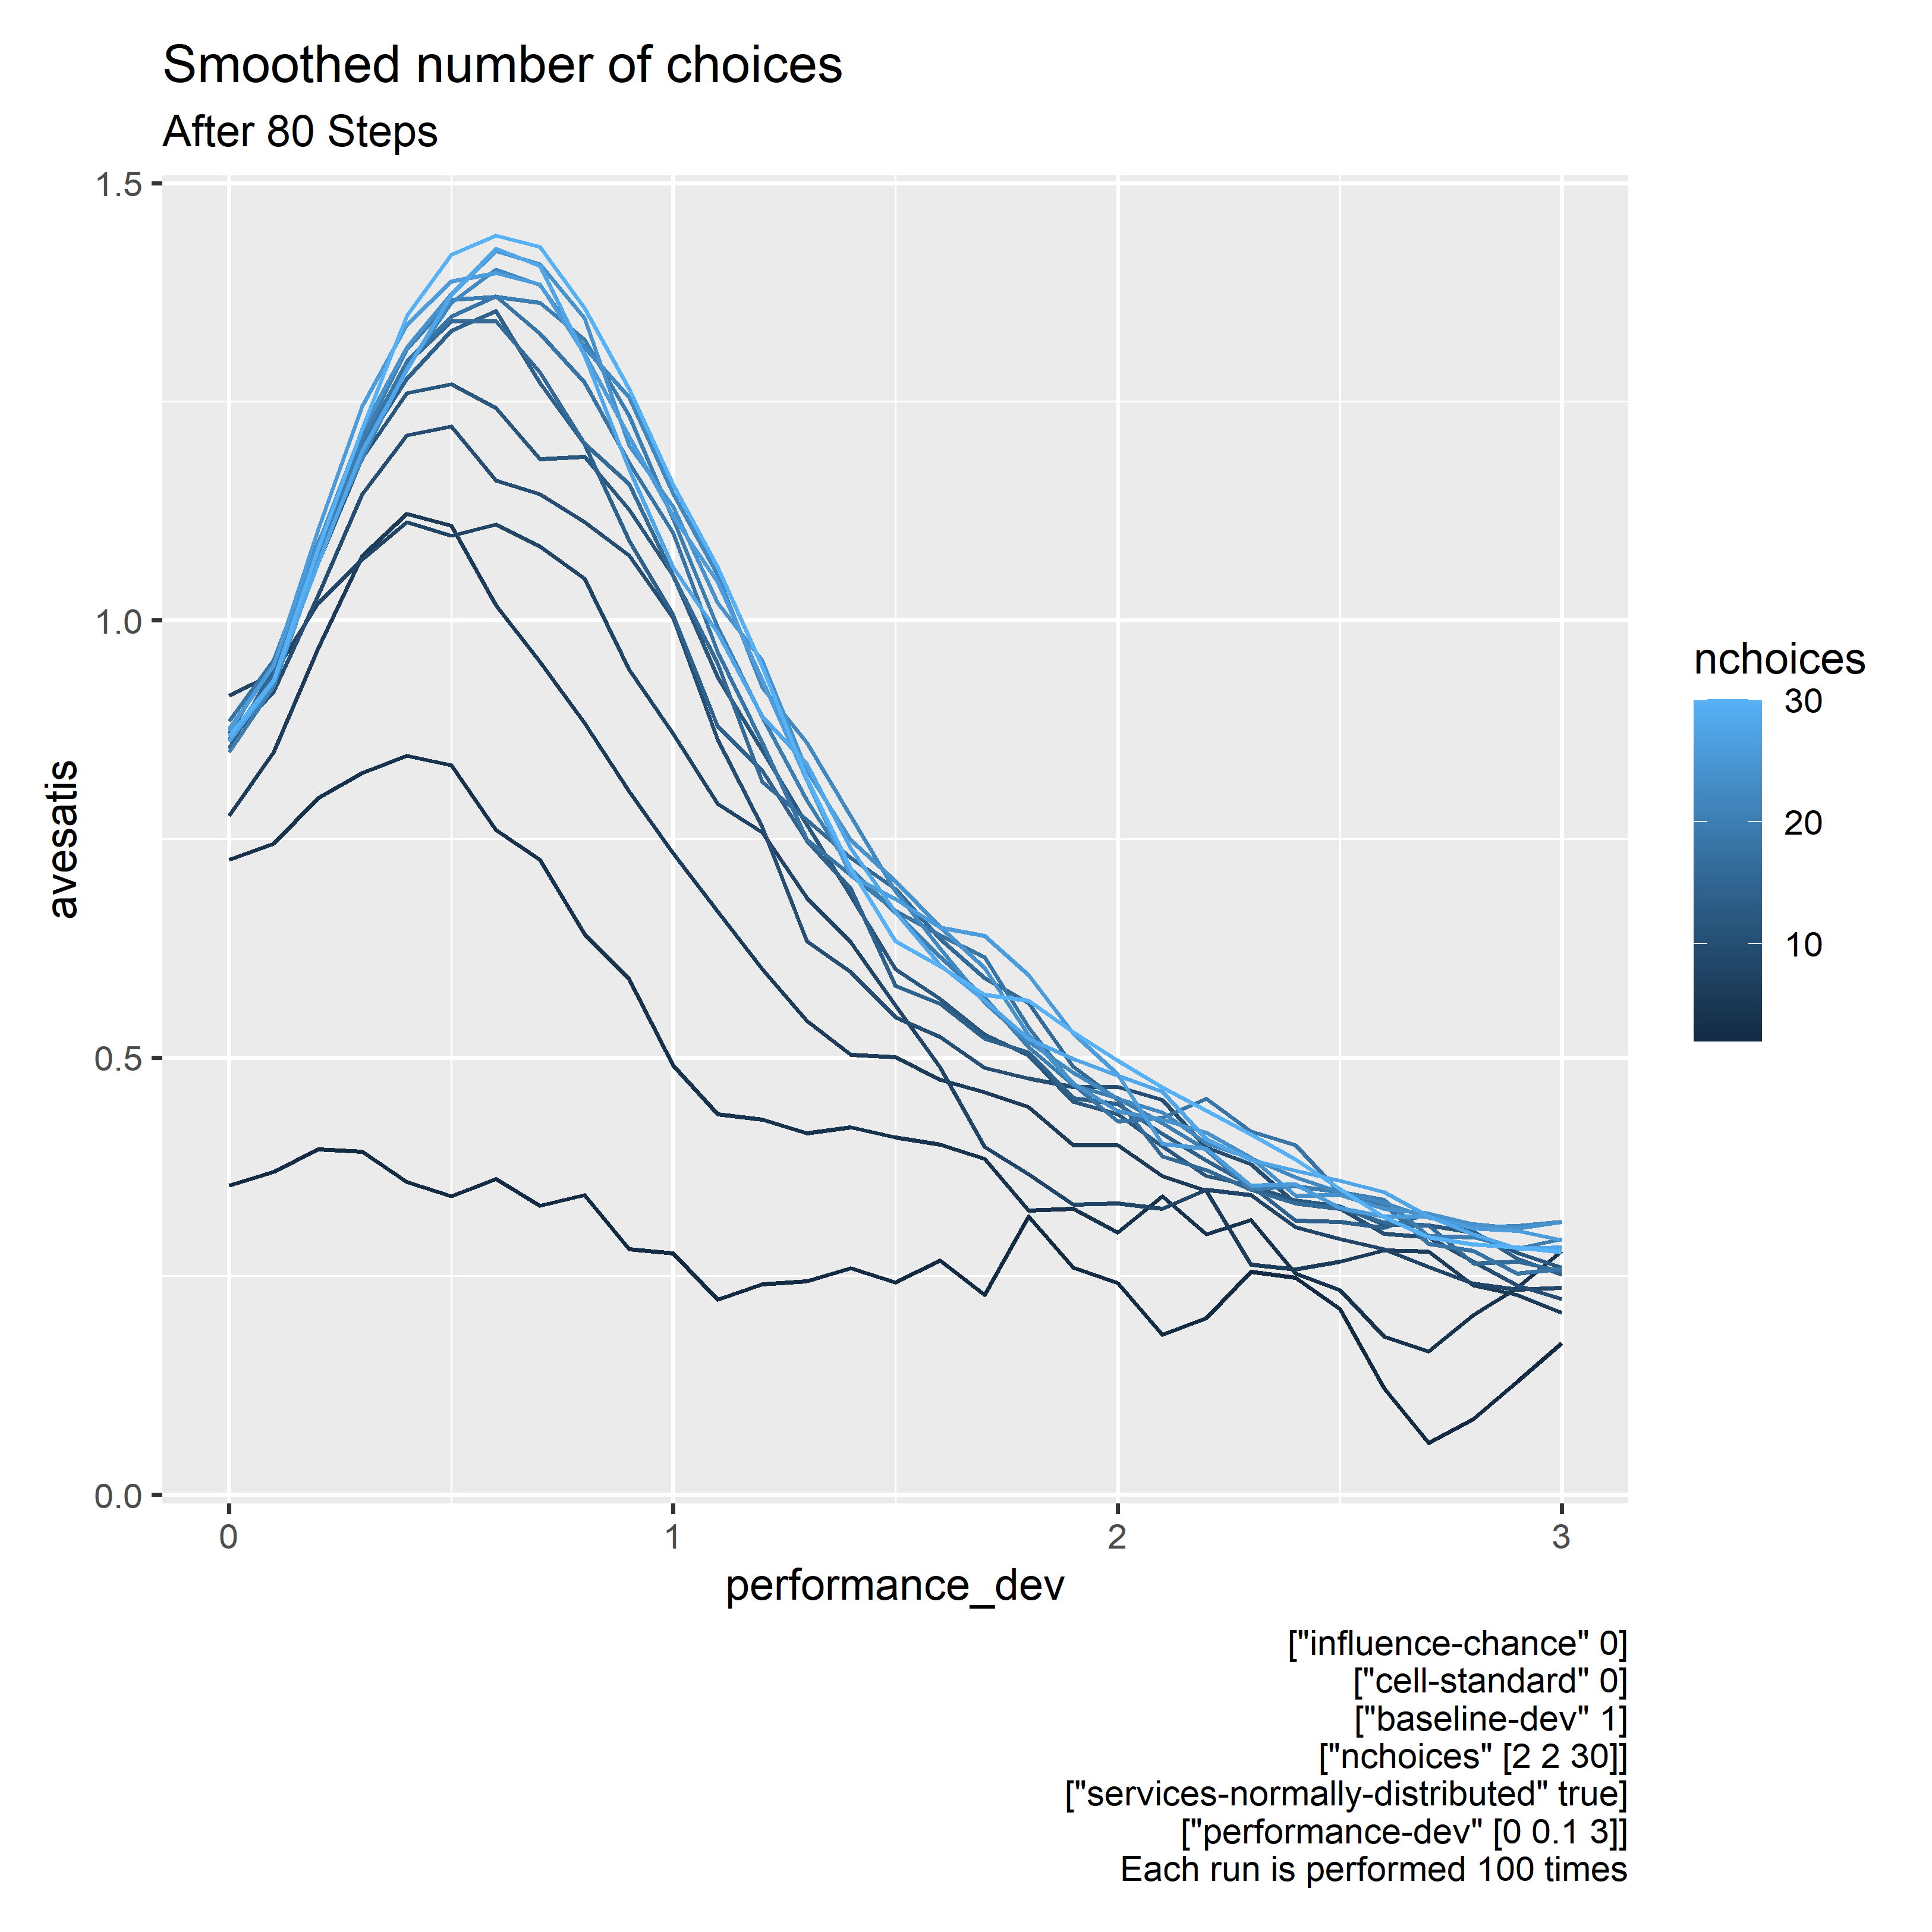 Smoothed number of choices
After 80 Steps
1.5
1.0
0.5
0.0
avesatis
0 1 2 3
performance_dev
nchoices
30
20
10
["influence-chance" 0]
["cell-standard" 0]
["baseline-dev" 1]
["nchoices" [2 2 30]]
["services-normally-distributed" true]
["performance-dev" [0 0.1 3]]
Each run is performed 100 times